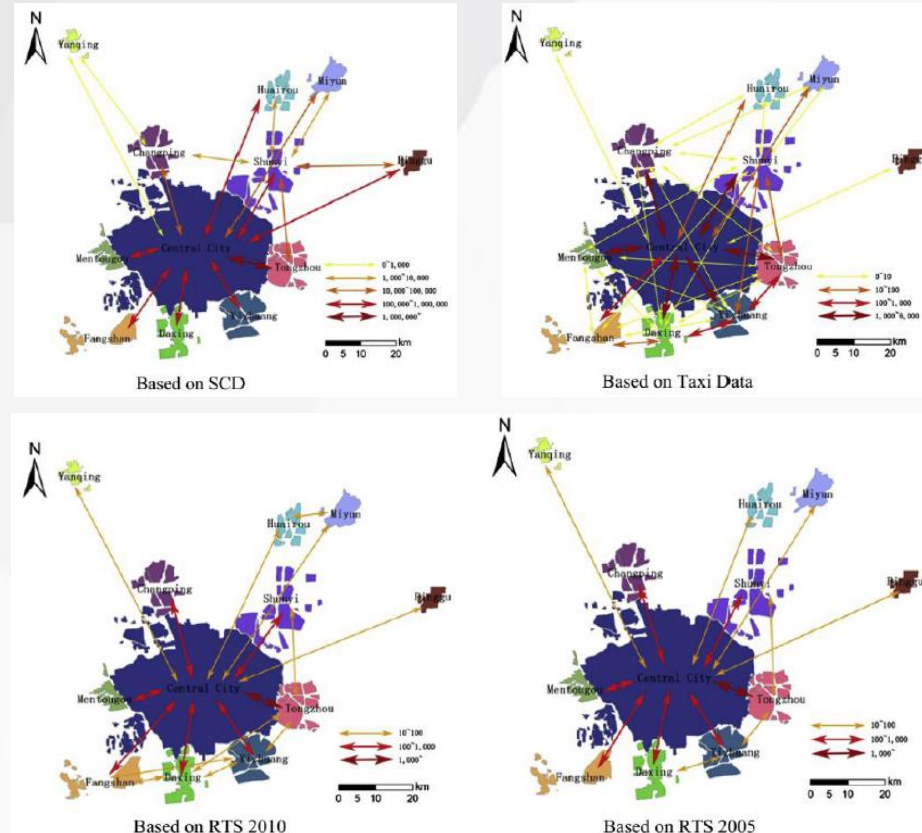 N
Yanqing
Huairou
Miyun
Changping
Shunyi
Pinggu
Central City
Mentougou
Tongzhou
0~1,000
1,000~10,000
10,000~100,000
100,000~1,000,000
1,000,000~
Fangshan
Daxing
Yizhuang
km
0 5 10 20
Based on SCD
N
Yanqing
Huairou
Miyun
Changping
Shunyi
Pinggu
Central City
Mentougou
Tongzhou
0~10
10~100
100~1,000
1,000~6,000
Fangshan
Daxing
Yizhuang
km
0 5 10 20
Based on Taxi Data
N
Yanqing
Huairou
Miyun
Changping
Shunyi
Pinggu
Central City
Mentougou
Tongzhou
10~100
100~1,000
1,000~
Fangshan
Daxing
Yizhuang
km
0 5 10 20
Based on RTS 2010
N
Yanqing
Huairou
Miyun
Changping
Shunyi
Pinggu
Central City
Mentougou
Tongzhou
10~100
100~1,000
1,000~
Fangshan
Daxing
Yizhuang
km
0 5 10 20
Based on RTS 2005